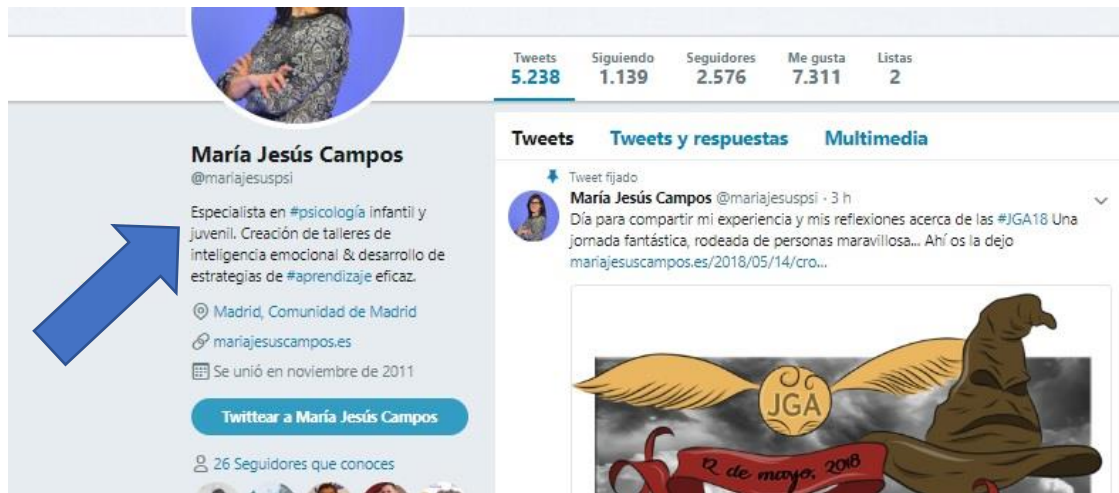 Tweets Siguiendo Seguidores Me gusta Listas
5.238 1.139 2.576 7.311 2
María Jesús Campos
@mariajesuspsi
Especialista en #psicología infantil y
juvenil. Creación de talleres de
inteligencia emocional & desarrollo de
estrategias de #aprendizaje eficaz.
Madrid, Comunidad de Madrid
mariajesuscampos.es
Se unió en noviembre de 2011
Twittear a María Jesús Campos
26 Seguidores que conoces
Tweets Tweets y respuestas Multimedia
Tweet fijado
María Jesús Campos @mariajesuspsi · 3 h
Día para compartir mi experiencia y mis reflexiones acerca de las #JGA18 Una
jornada fantástica, rodeada de personas maravillosa... Ahí os la dejo
mariajesuscampos.es/2018/05/14/cro...
JGA
12 de mayo, 2018